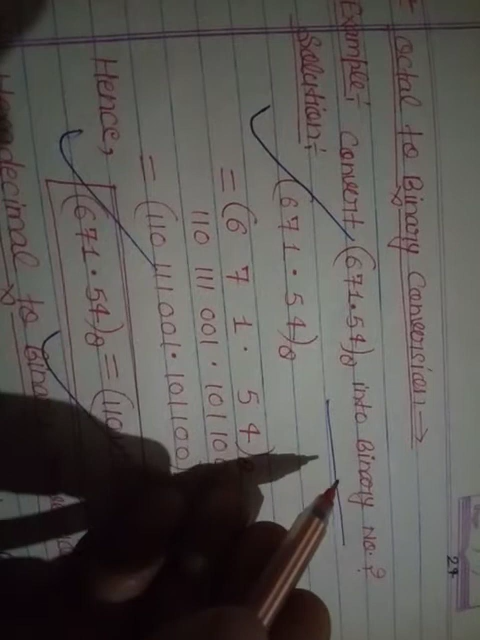 Octal to Binary Conversion →
Example:- Convert (671.54)8 into Binary No.?
Solution:-
(671.54)8
= (6 7 1 . 5 4)8
110 111 001 . 101 10
= (110 111 001 . 101100)
Hence,
(671.54)8 = (110
decimal to Bina
27